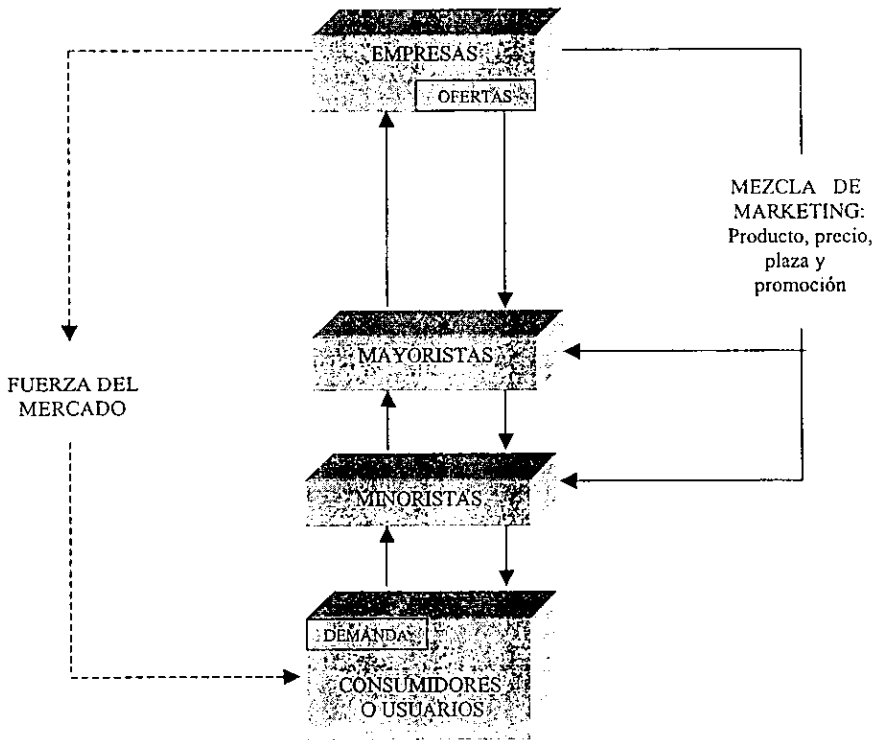 EMPRESAS
OFERTAS
MEZCLA DE
MARKETING:
Producto, precio,
plaza y
promoción
MAYORISTAS
FUERZA DEL
MERCADO
MINORISTAS
DEMANDA
CONSUMIDORES
O USUARIOS